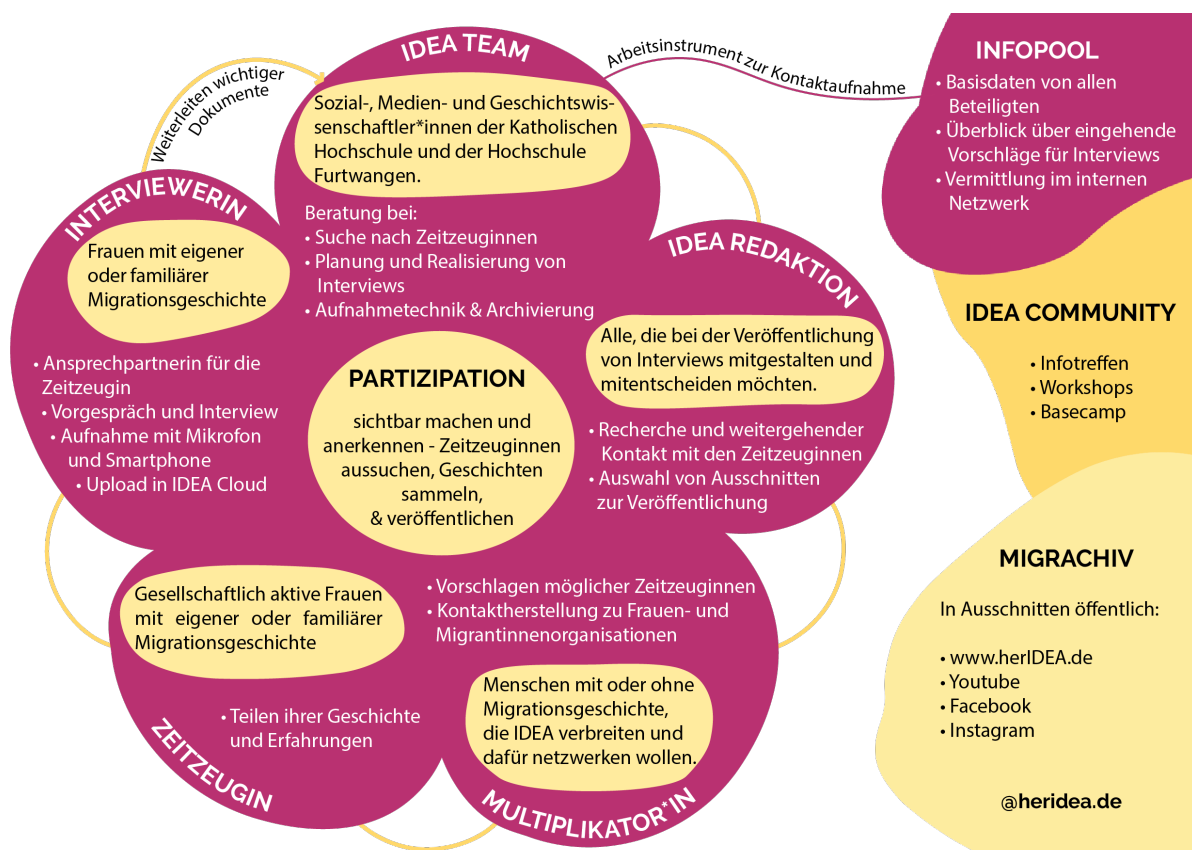 IDEA TEAM
Sozial-, Medien- und Geschichtswis-
senschaftler*innen der Katholischen
Hochschule und der Hochschule
Furtwangen.
Beratung bei:
• Suche nach Zeitzeuginnen
• Planung und Realisierung von
Interviews
• Aufnahmetechnik & Archivierung
Weiterleiten wichtiger
Dokumente
Arbeitsinstrument zur Kontaktaufnahme
INTERVIEWERIN
Frauen mit eigener
oder familiärer
Migrationsgeschichte
• Ansprechpartnerin für die
Zeitzeugin
• Vorgespräch und Interview
• Aufnahme mit Mikrofon
und Smartphone
• Upload in IDEA Cloud
PARTIZIPATION
sichtbar machen und
anerkennen - Zeitzeuginnen
aussuchen, Geschichten
sammeln,
& veröffentlichen
IDEA REDAKTION
Alle, die bei der Veröffentlichung
von Interviews mitgestalten und
mitentscheiden möchten.
• Recherche und weitergehender
Kontakt mit den Zeitzeuginnen
• Auswahl von Ausschnitten
zur Veröffentlichung
Gesellschaftlich aktive Frauen
mit eigener oder familiärer
Migrationsgeschichte
• Teilen ihrer Geschichte
und Erfahrungen
ZEITZEUGIN
• Vorschlagen möglicher Zeitzeuginnen
• Kontaktherstellung zu Frauen- und
Migrantinnenorganisationen
Menschen mit oder ohne
Migrationsgeschichte,
die IDEA verbreiten und
dafür netzwerken wollen.
MULTIPLIKATOR*IN
INFOPOOL
• Basisdaten von allen
Beteiligten
• Überblick über eingehende
Vorschläge für Interviews
• Vermittlung im internen
Netzwerk
IDEA COMMUNITY
• Infotreffen
• Workshops
• Basecamp
MIGRACHIV
In Ausschnitten öffentlich:
• www.herIDEA.de
• Youtube
• Facebook
• Instagram
@heridea.de